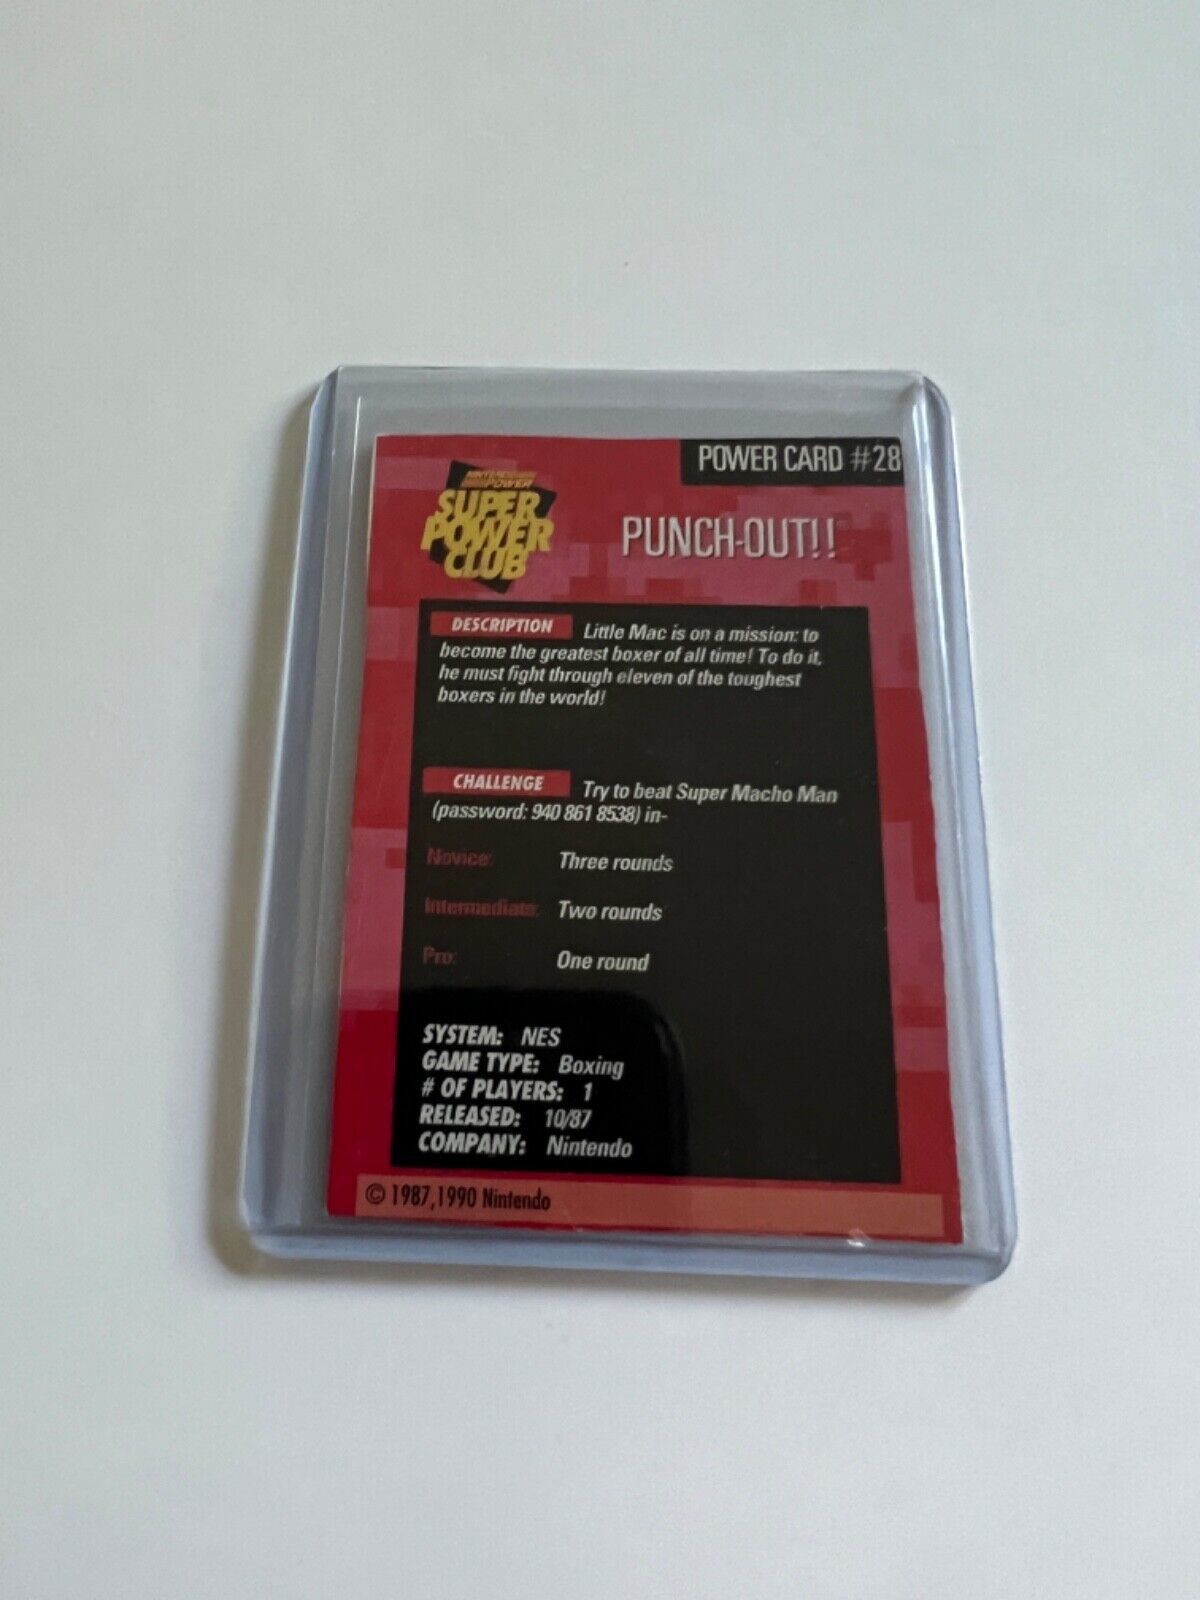 POWER CARD #28
NINTENDO
POWER
SUPER
POWER
CLUB
PUNCH-OUT!!
DESCRIPTION Little Mac is on a mission: to
become the greatest boxer of all time! To do it,
he must fight through eleven of the toughest
boxers in the world!
CHALLENGE Try to beat Super Macho Man
(password: 940 861 8538) in-
Novice: Three rounds
Intermediate: Two rounds
Pro: One round
SYSTEM: NES
GAME TYPE: Boxing
# OF PLAYERS: 1
RELEASED: 10/87
COMPANY: Nintendo
© 1987,1990 Nintendo